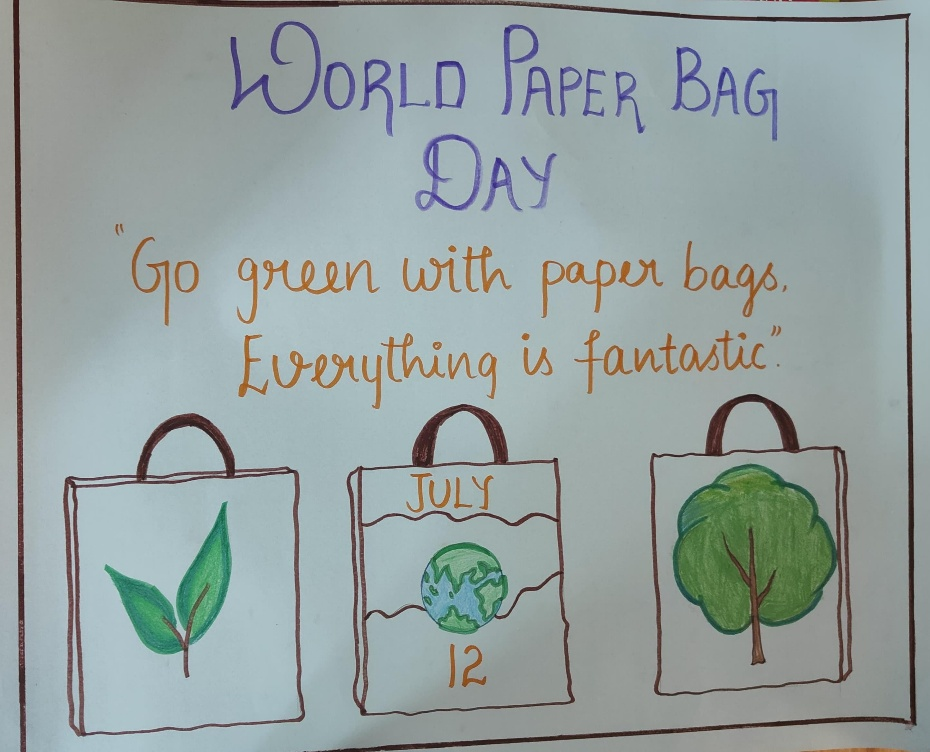 WORLD PAPER BAG
DAY
"Go green with paper bags,
Everything is fantastic".
JULY
12